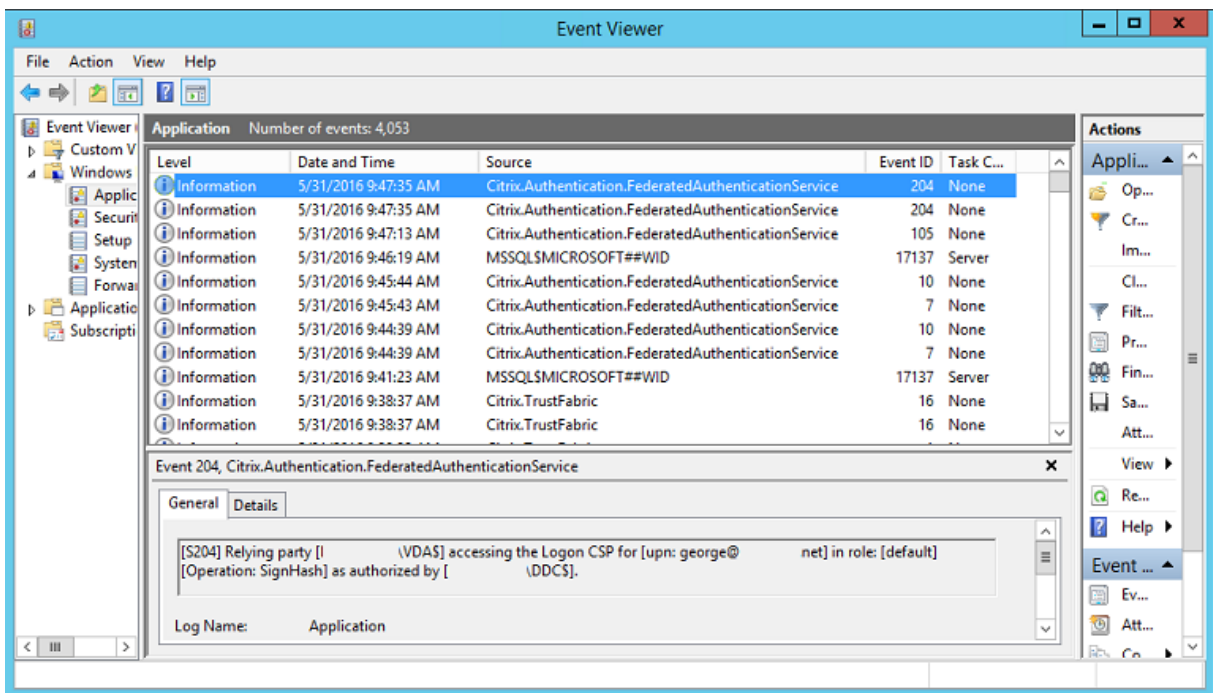 Event Viewer
File Action View Help
Event Viewer
Custom V
Windows
Applic
Securit
Setup
System
Forwar
Applicatio
Subscripti
Application Number of events: 4,053
Level Date and Time Source Event ID Task C...
Information 5/31/2016 9:47:35 AM Citrix.Authentication.FederatedAuthenticationService 204 None
Information 5/31/2016 9:47:35 AM Citrix.Authentication.FederatedAuthenticationService 204 None
Information 5/31/2016 9:47:13 AM Citrix.Authentication.FederatedAuthenticationService 105 None
Information 5/31/2016 9:46:19 AM MSSQL$MICROSOFT##WID 17137 Server
Information 5/31/2016 9:45:44 AM Citrix.Authentication.FederatedAuthenticationService 10 None
Information 5/31/2016 9:45:43 AM Citrix.Authentication.FederatedAuthenticationService 7 None
Information 5/31/2016 9:44:39 AM Citrix.Authentication.FederatedAuthenticationService 10 None
Information 5/31/2016 9:44:39 AM Citrix.Authentication.FederatedAuthenticationService 7 None
Information 5/31/2016 9:41:23 AM MSSQL$MICROSOFT##WID 17137 Server
Information 5/31/2016 9:38:37 AM Citrix.TrustFabric 16 None
Information 5/31/2016 9:38:37 AM Citrix.TrustFabric 16 None
Event 204, Citrix.Authentication.FederatedAuthenticationService
General Details
[S204] Relying party [ \VDA$] accessing the Logon CSP for [upn: george@ net] in role: [default]
[Operation: SignHash] as authorized by [ \DDC$].
Log Name: Application
Actions
Appli...
Op...
Cr...
Im...
Cl...
Filt...
Pr...
Fin...
Sa...
Att...
View
Re...
Help
Event ...
Ev...
Att...
Co